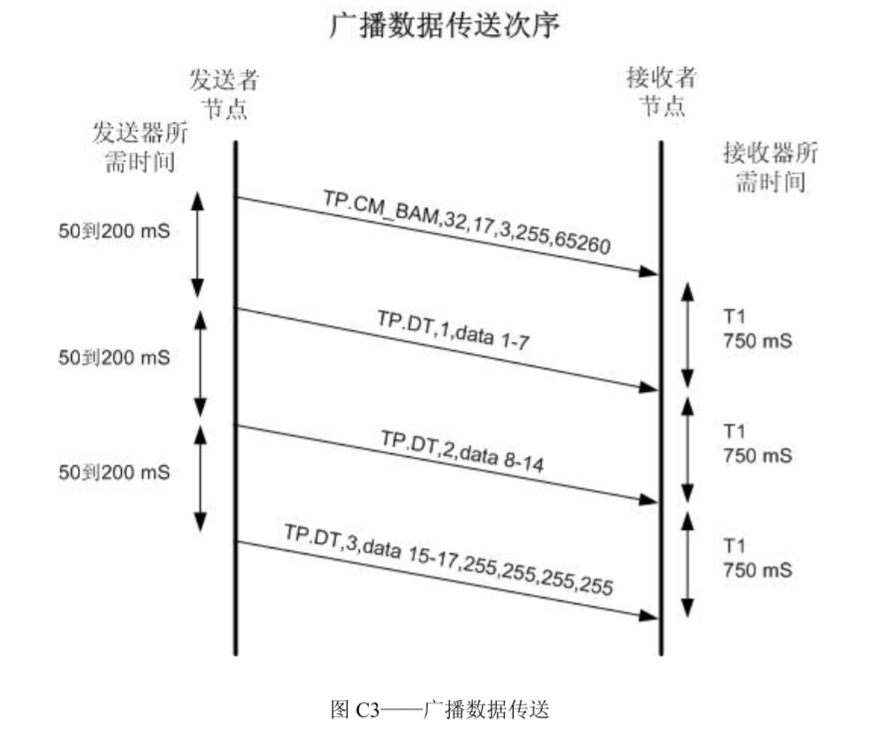 广播数据传送次序
发送者
节点
接收者
节点
发送器所
需时间
接收器所
需时间
TP.CM_BAM,32,17,3,255,65260
50到200 mS
TP.DT,1,data 1-7
T1
750 mS
50到200 mS
TP.DT,2,data 8-14
T1
750 mS
50到200 mS
TP.DT,3,data 15-17,255,255,255,255
T1
750 mS
图 C3——广播数据传送